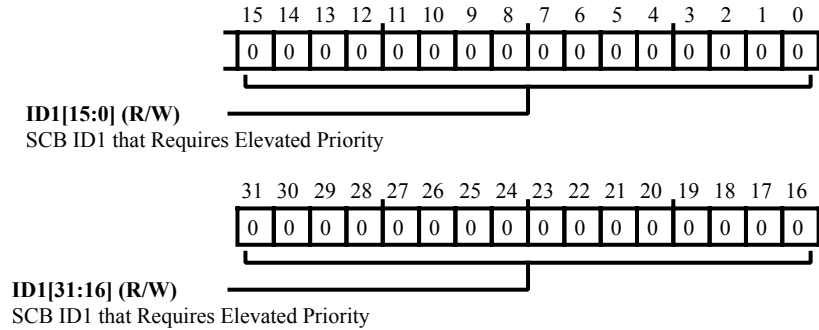 15 14 13 12 11 10 9 8 7 6 5 4 3 2 1 0
0 0 0 0 0 0 0 0 0 0 0 0 0 0 0 0
ID1[15:0] (R/W)
SCB ID1 that Requires Elevated Priority
31 30 29 28 27 26 25 24 23 22 21 20 19 18 17 16
0 0 0 0 0 0 0 0 0 0 0 0 0 0 0 0
ID1[31:16] (R/W)
SCB ID1 that Requires Elevated Priority